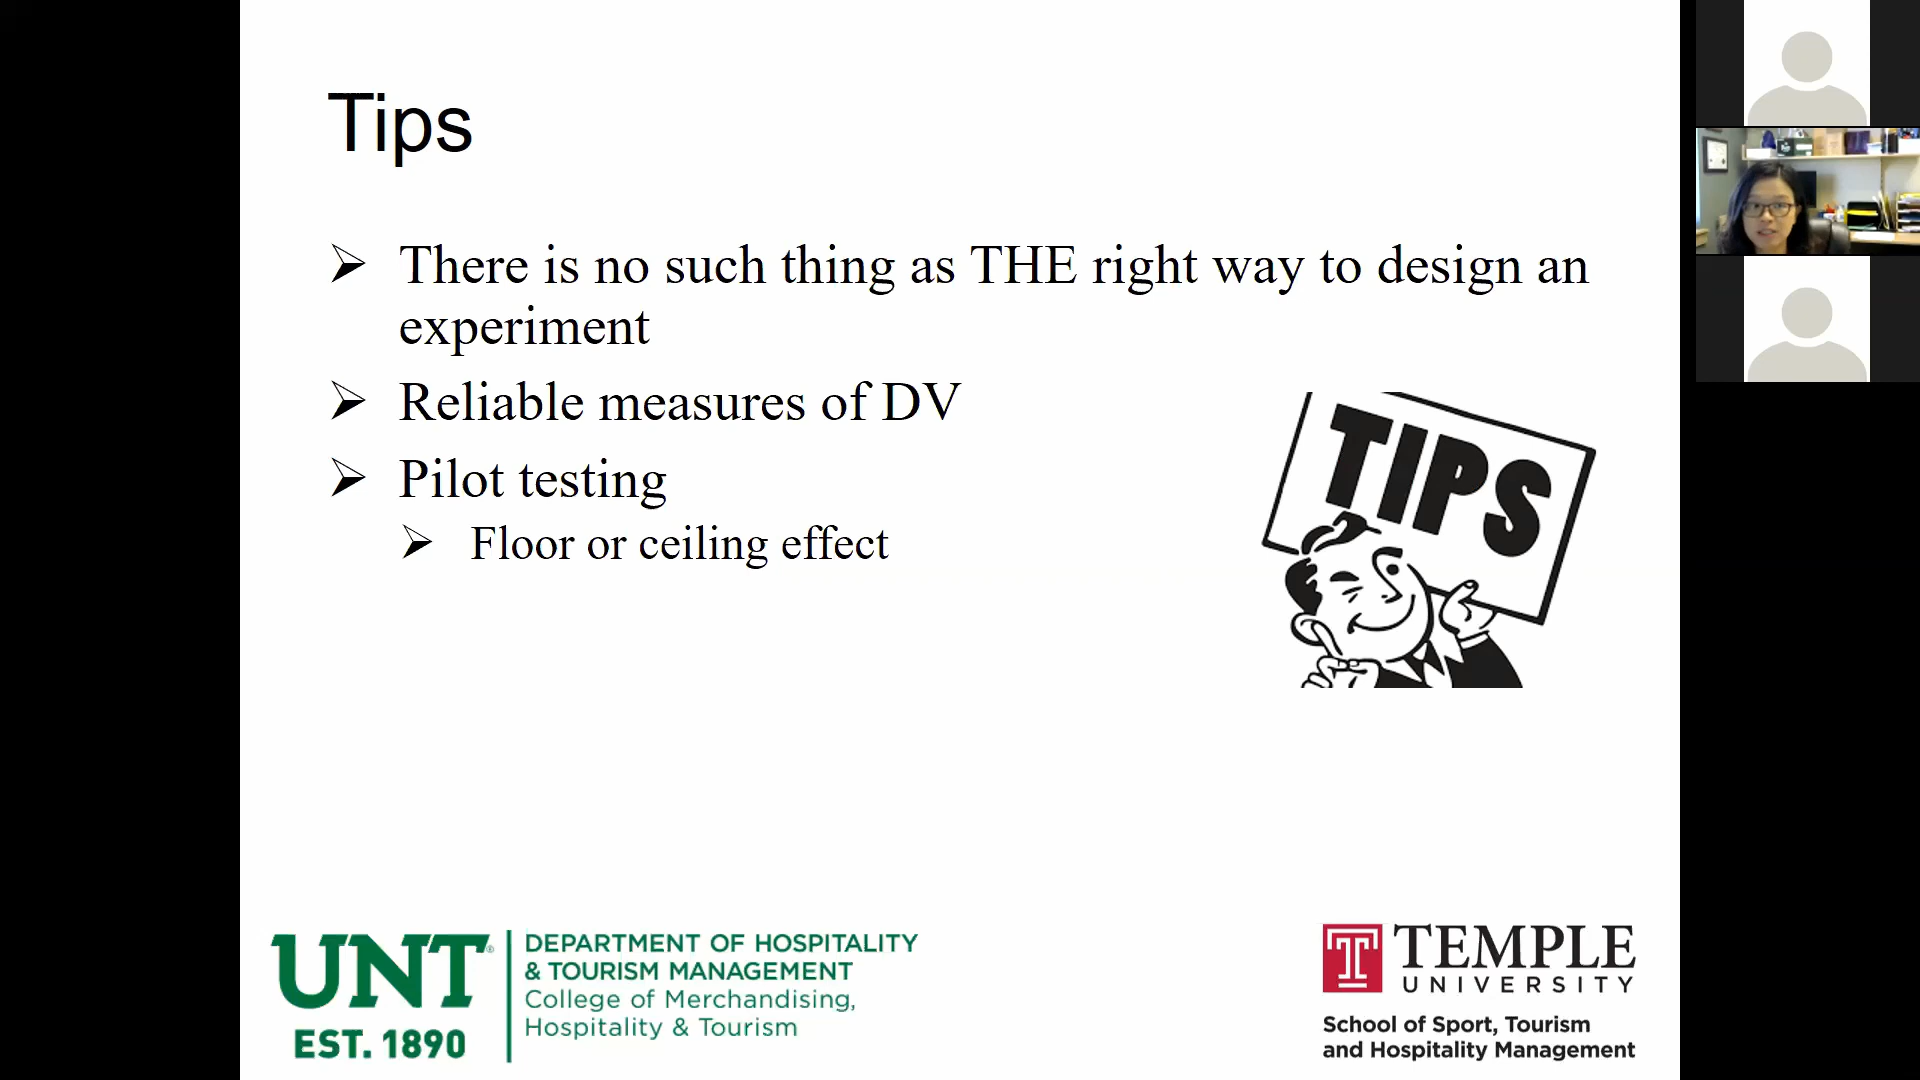 Tips
There is no such thing as THE right way to design an
experiment
Reliable measures of DV
Pilot testing
Floor or ceiling effect
TIPS
UNT®
EST. 1890
DEPARTMENT OF HOSPITALITY
& TOURISM MANAGEMENT
College of Merchandising,
Hospitality & Tourism
T TEMPLE
UNIVERSITY
School of Sport, Tourism
and Hospitality Management